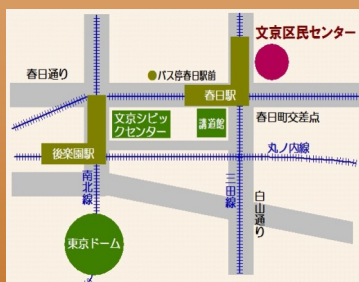 文京区民センター
春日通り
●バス停春日駅前
春日駅
文京シビッ
クセンター
講道館
春日町交差点
後楽園駅
丸ノ内線
南北線
三田線
白山通り
東京ドーム